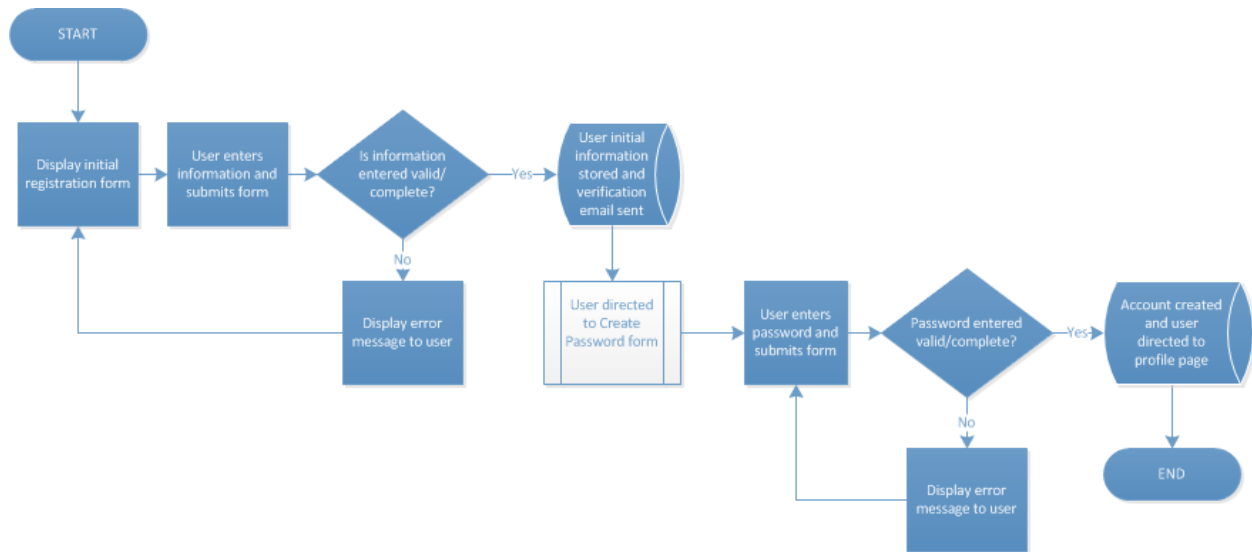 START
Display initial
registration form
User enters
information and
submits form
Is information
entered valid/
complete?
Yes
User initial
information
stored and
verification
email sent
No
Display error
message to user
User directed
to Create
Password form
User enters
password and
submits form
Password entered
valid/complete?
Yes
Account created
and user
directed to
profile page
No
Display error
message to user
END